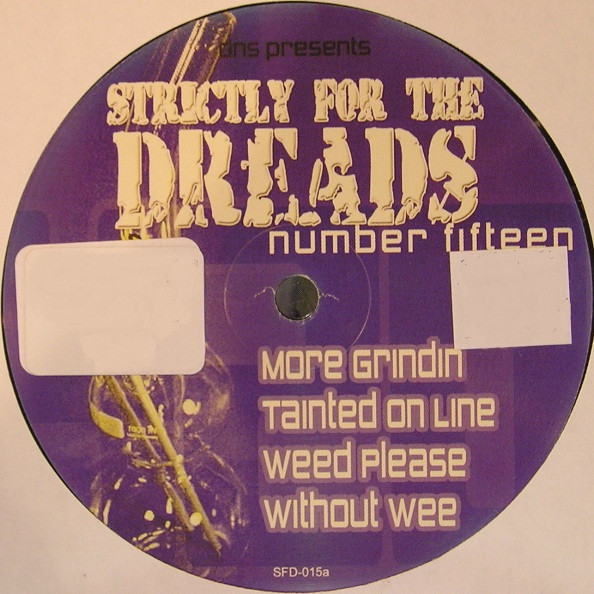 dns presents
STRICTLY FOR THE
DREADS
number fifteen
More Grindin
Tainted On Line
Weed Please
Without Wee
SFD-015a